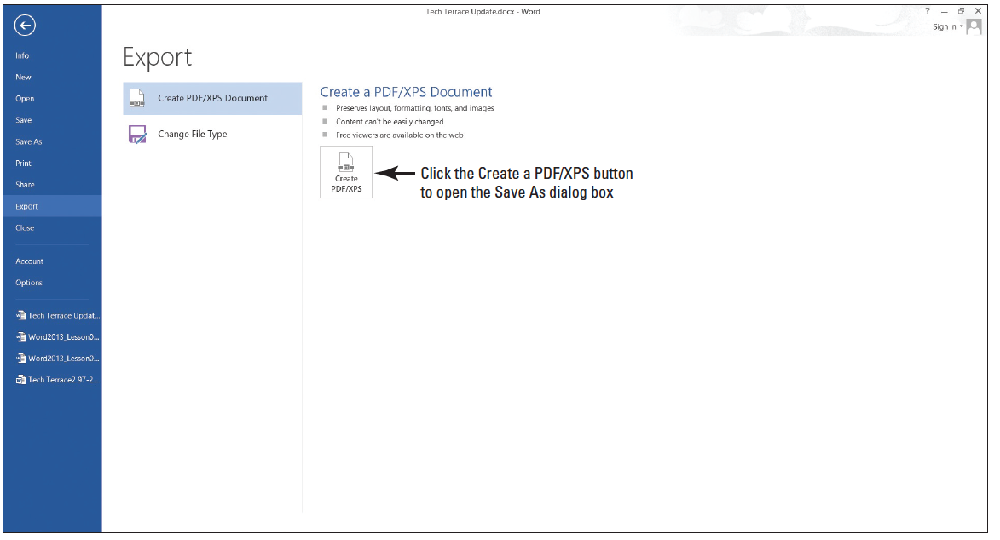 Tech Terrace Update.docx - Word
?
Sign in
Info
New
Open
Save
Save As
Print
Share
Export
Close
Account
Options
Tech Terrace Updat...
Word2013_Lesson0...
Word2013_Lesson0...
Tech Terrace2 97-2...
Export
Create PDF/XPS Document
Change File Type
Create a PDF/XPS Document
Preserves layout, formatting, fonts, and images
Content can't be easily changed
Free viewers are available on the web
Create
PDF/XPS
Click the Create a PDF/XPS button
to open the Save As dialog box